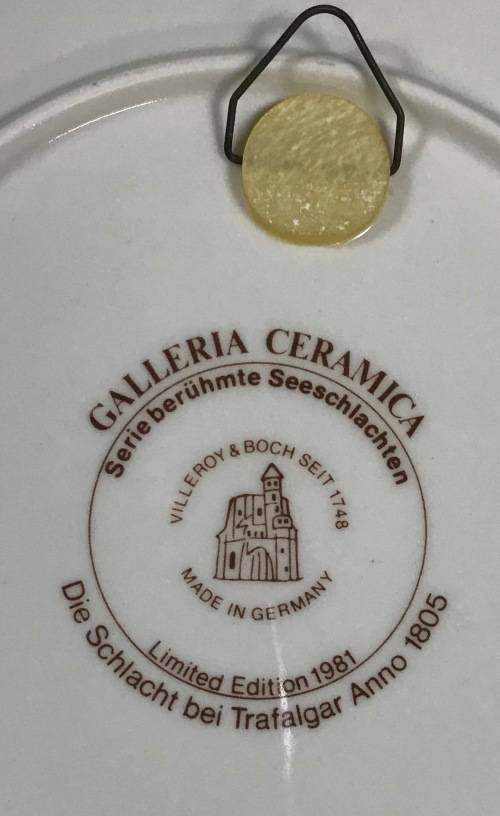 GALLERIA CERAMICA
Serie berühmte Seeschlachten
VILLEROY & BOCH SEIT 1748
MADE IN GERMANY
Limited Edition 1981
Die Schlacht bei Trafalgar Anno 1805